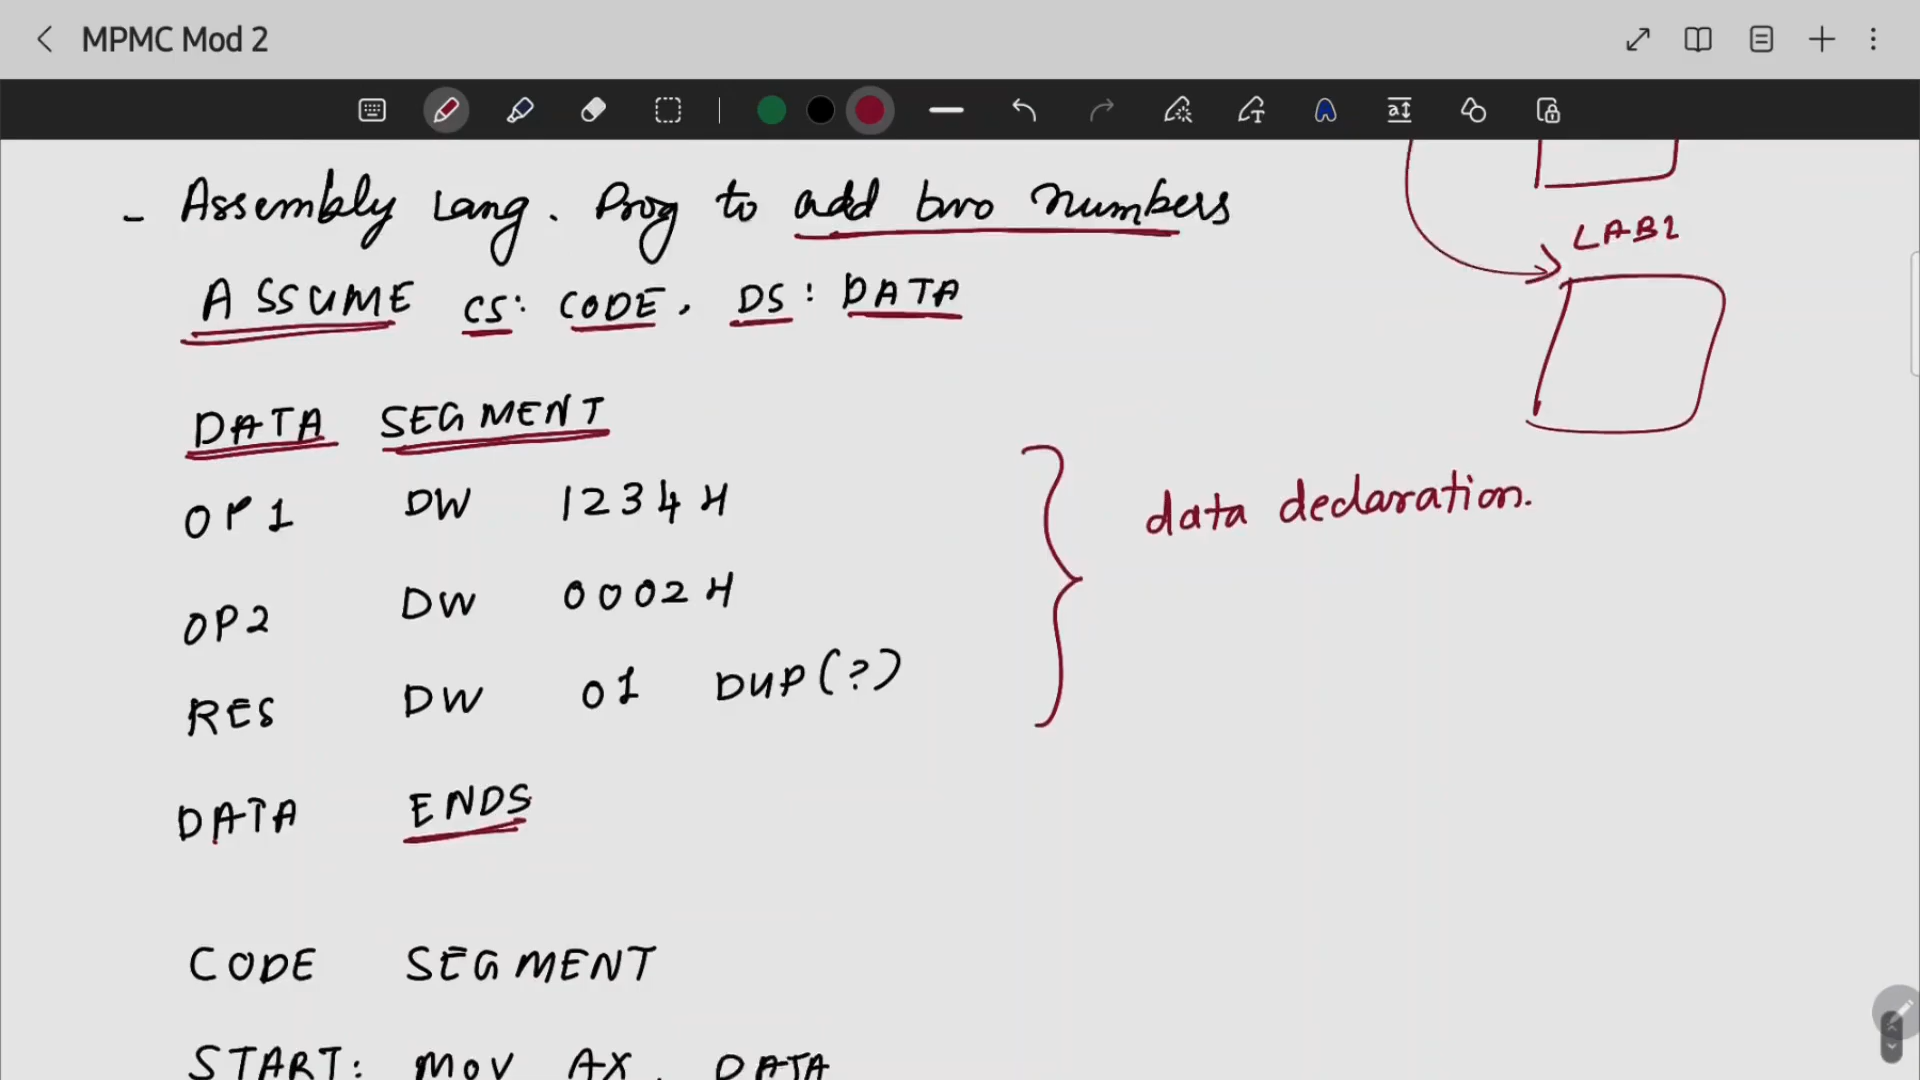 MPMC Mod 2
- Assembly Lang. Prog to add two numbers
ASSUME CS: CODE, DS: DATA
LAB2
DATA SEGMENT
OP1 DW 1234H
data declaration.
OP2 DW 0002H
RES DW 01 DUP(?)
DATA ENDS
CODE SEGMENT
START: MOV AX, DATA